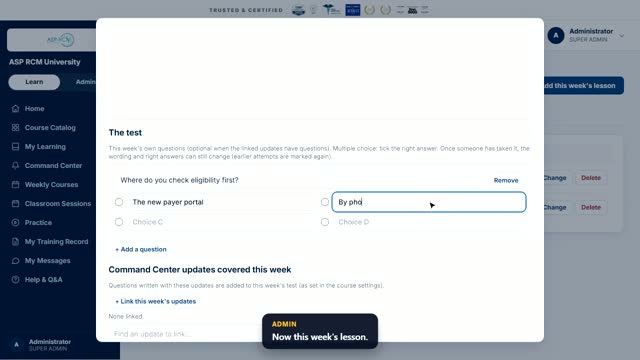 TRUSTED & CERTIFIED
ASP-RCM
Administrator
SUPER ADMIN
A
ASP RCM University
Learn
Admin
Home
Course Catalog
My Learning
Command Center
Weekly Courses
Classroom Sessions
Practice
My Training Record
My Messages
Help & Q&A
A
Administrator
SUPER ADMIN
dd this week's lesson
Change
Delete
Change
Delete
The test
This week's own questions (optional when the linked updates have questions). Multiple choice: tick the right answer. Once someone has taken it, the
wording and right answers can still change (earlier attempts are marked again).
Where do you check eligibility first?
Remove
The new payer portal
By pho
Choice C
Choice D
+ Add a question
Command Center updates covered this week
Questions written with these updates are added to this week's test (as set in the course settings).
+ Link this week's updates
None linked.
Find an update to link...
ADMIN
Now this week's lesson.